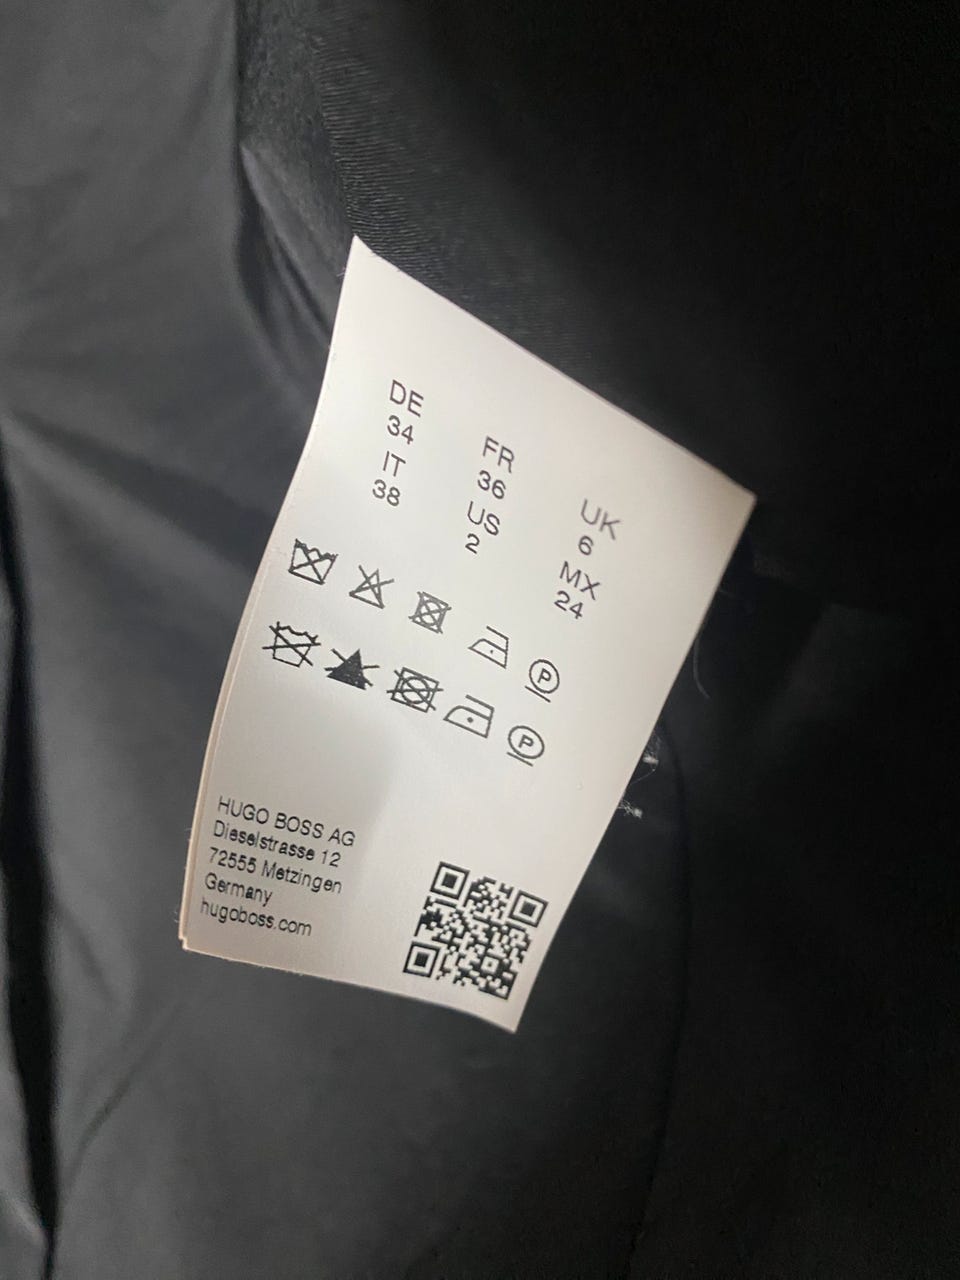 DE FR UK
34 36 6
IT US MX
38 2 24
P
P
HUGO BOSS AG
Dieselstrasse 12
72555 Metzingen
Germany
hugoboss.com